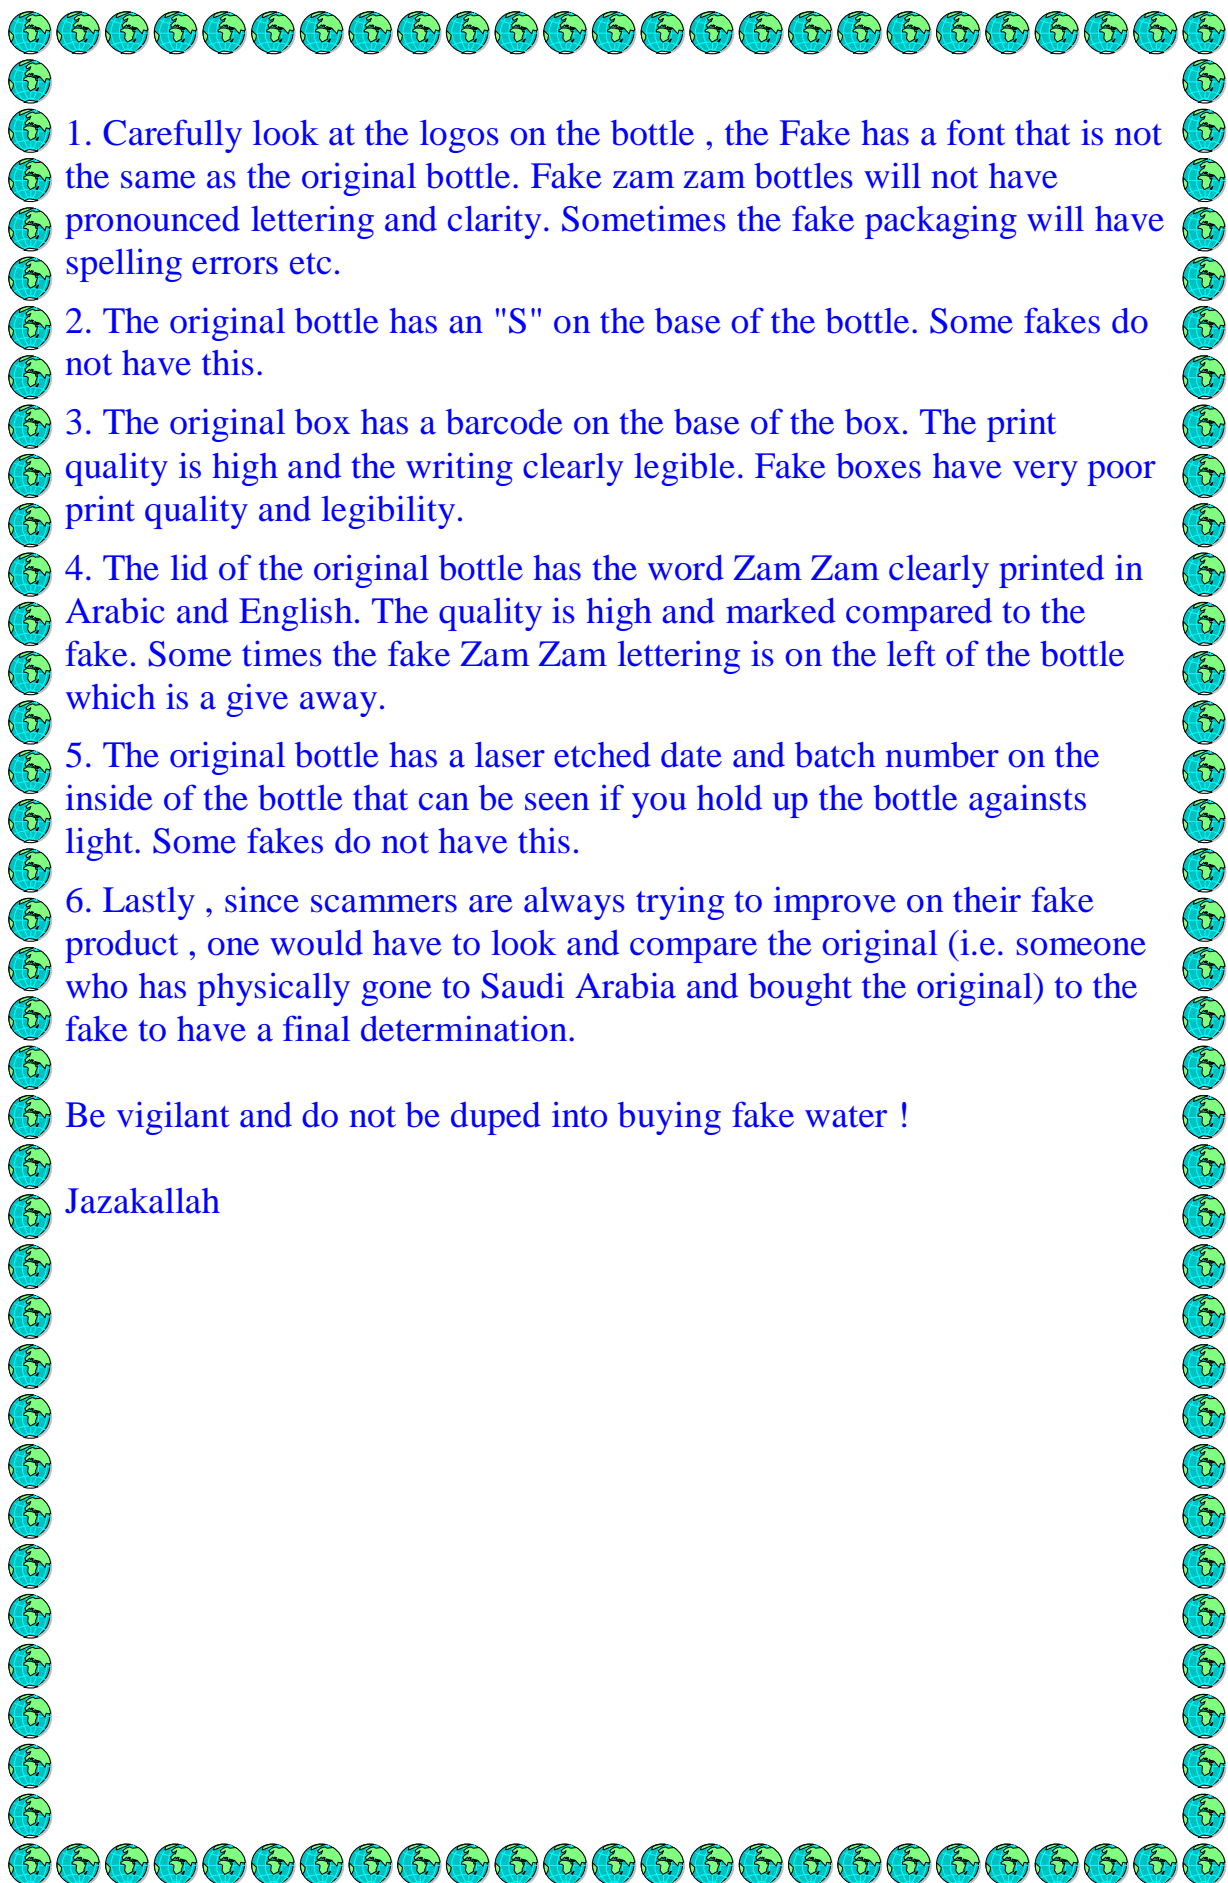 1. Carefully look at the logos on the bottle , the Fake has a font that is not
the same as the original bottle. Fake zam zam bottles will not have
pronounced lettering and clarity. Sometimes the fake packaging will have
spelling errors etc.
2. The original bottle has an "S" on the base of the bottle. Some fakes do
not have this.
3. The original box has a barcode on the base of the box. The print
quality is high and the writing clearly legible. Fake boxes have very poor
print quality and legibility.
4. The lid of the original bottle has the word Zam Zam clearly printed in
Arabic and English. The quality is high and marked compared to the
fake. Some times the fake Zam Zam lettering is on the left of the bottle
which is a give away.
5. The original bottle has a laser etched date and batch number on the
inside of the bottle that can be seen if you hold up the bottle againsts
light. Some fakes do not have this.
6. Lastly , since scammers are always trying to improve on their fake
product , one would have to look and compare the original (i.e. someone
who has physically gone to Saudi Arabia and bought the original) to the
fake to have a final determination.
Be vigilant and do not be duped into buying fake water !
Jazakallah